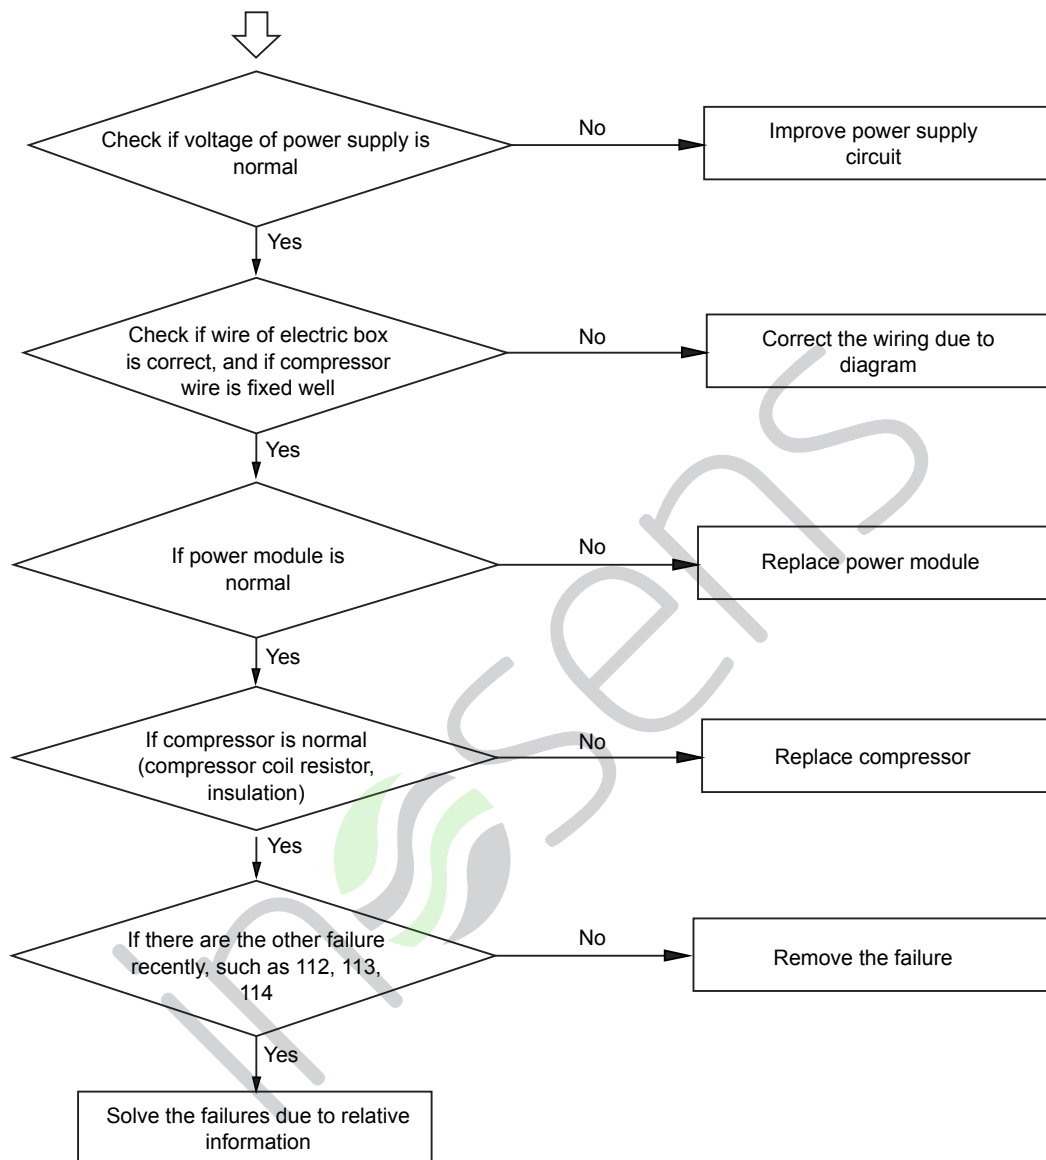 Check if voltage of power supply is
normal
No
Improve power supply
circuit
Yes
Check if wire of electric box
is correct, and if compressor
wire is fixed well
No
Correct the wiring due to
diagram
Yes
If power module is
normal
No
Replace power module
Yes
If compressor is normal
(compressor coil resistor,
insulation)
No
Replace compressor
Yes
If there are the other failure
recently, such as 112, 113,
114
No
Remove the failure
Yes
Solve the failures due to relative
information
insens